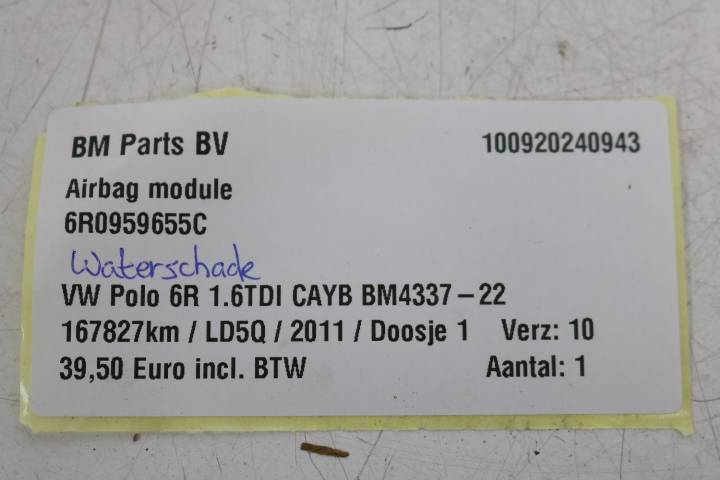 BM Parts BV 100920240943
Airbag module
6R0959655C
Waterschade
VW Polo 6R 1.6TDI CAYB BM4337-22
167827km / LD5Q / 2011 / Doosje 1 Verz: 10
39,50 Euro incl. BTW Aantal: 1